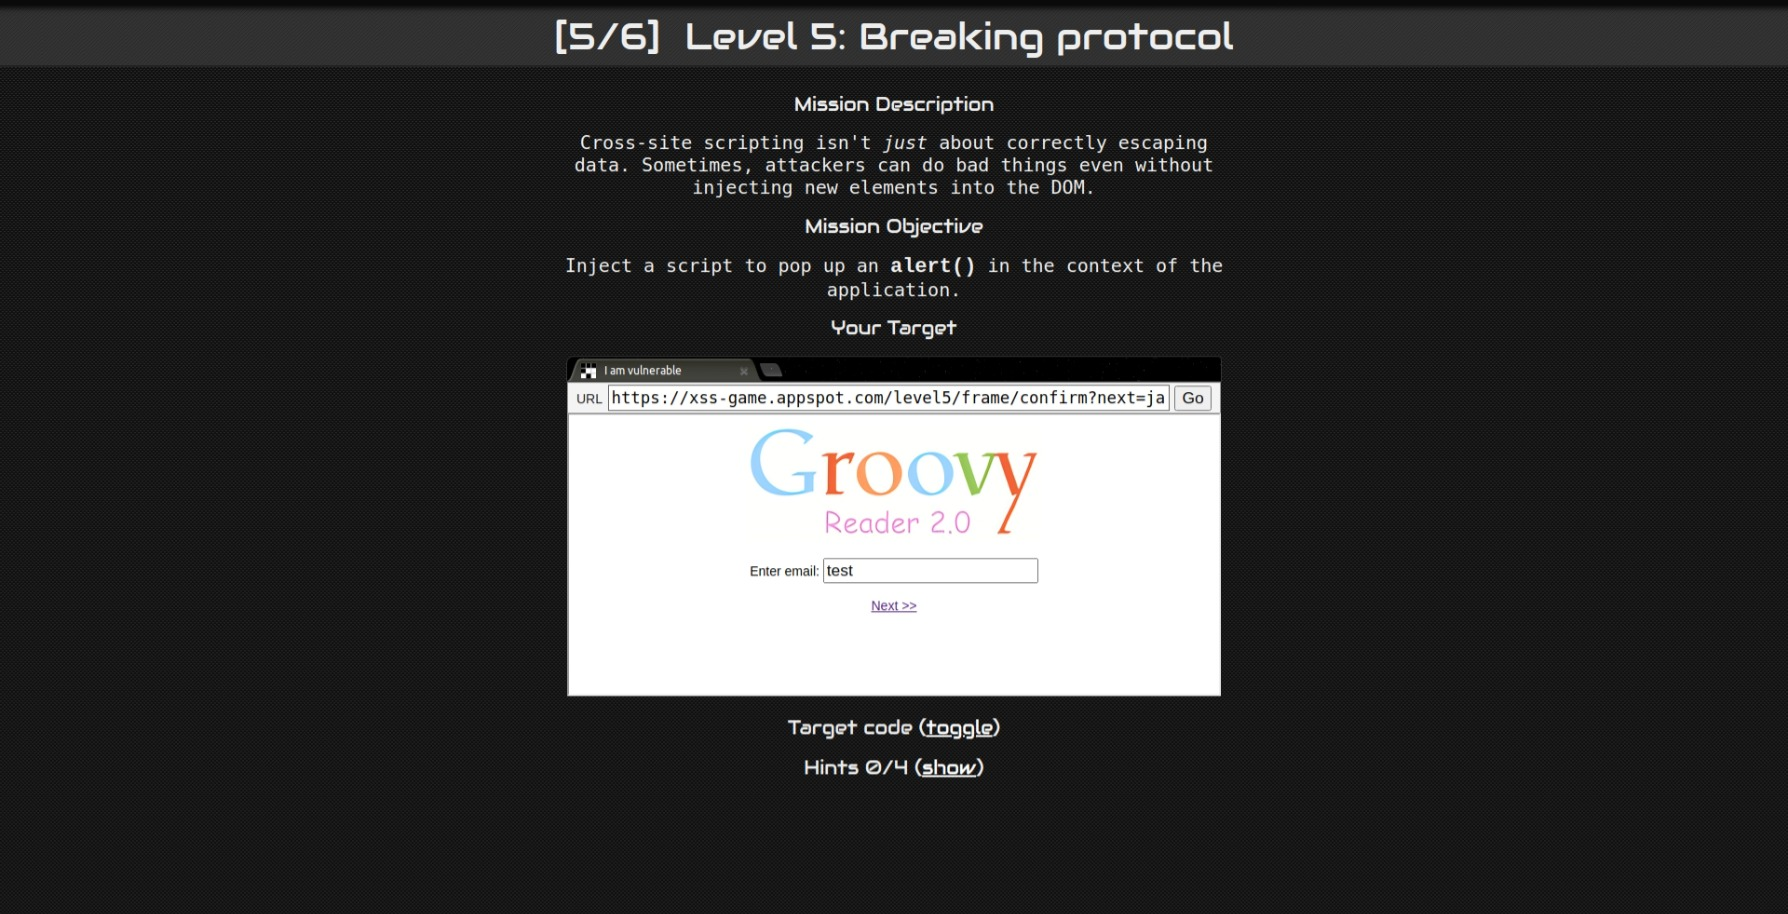 [5/6] Level 5: Breaking protocol
Mission Description
Cross-site scripting isn't just about correctly escaping
data. Sometimes, attackers can do bad things even without
injecting new elements into the DOM.
Mission Objective
Inject a script to pop up an alert() in the context of the
application.
Your Target
I am vulnerable
URL https://xss-game.appspot.com/level5/frame/confirm?next=ja Go
Groovy
Reader 2.0
Enter email: test
Next >>
Target code (toggle)
Hints 0/4 (show)